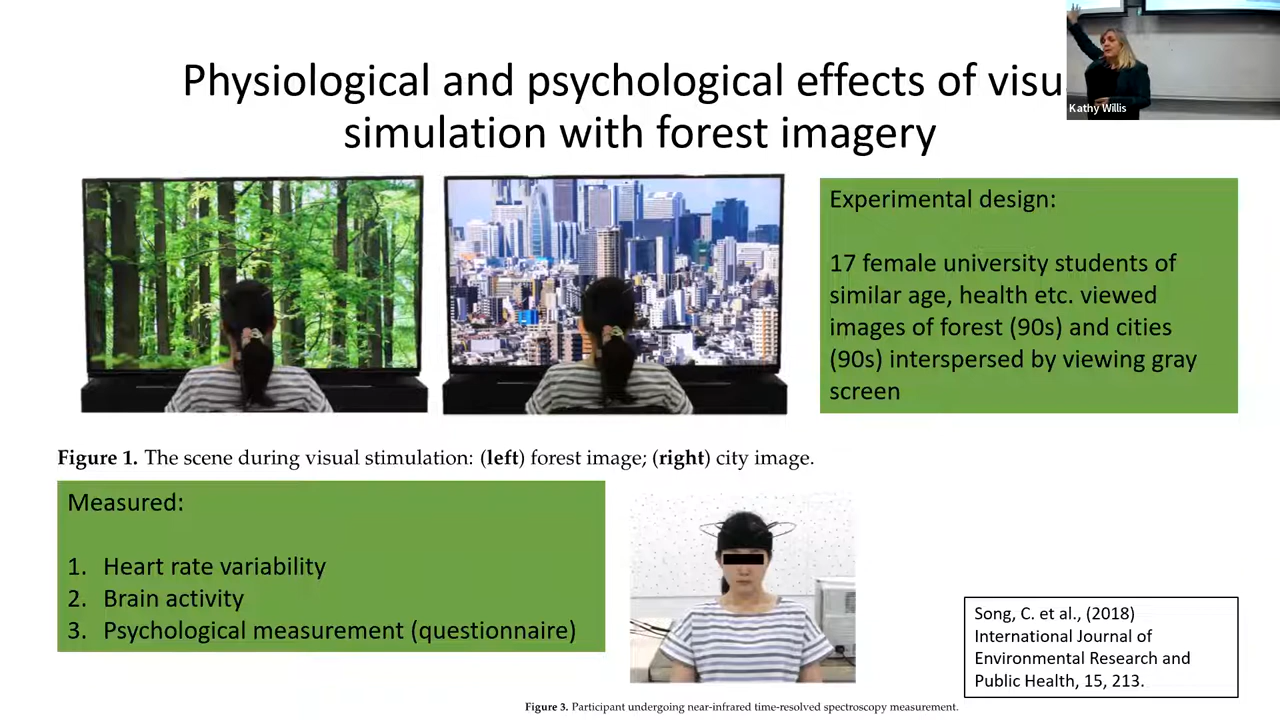 Physiological and psychological effects of visu
simulation with forest imagery
Kathy Willis
Experimental design:
17 female university students of
similar age, health etc. viewed
images of forest (90s) and cities
(90s) interspersed by viewing gray
screen
Figure 1. The scene during visual stimulation: (left) forest image; (right) city image.
Measured:
1. Heart rate variability
2. Brain activity
3. Psychological measurement (questionnaire)
Song, C. et al., (2018)
International Journal of
Environmental Research and
Public Health, 15, 213.
Figure 3. Participant undergoing near-infrared time-resolved spectroscopy measurement.